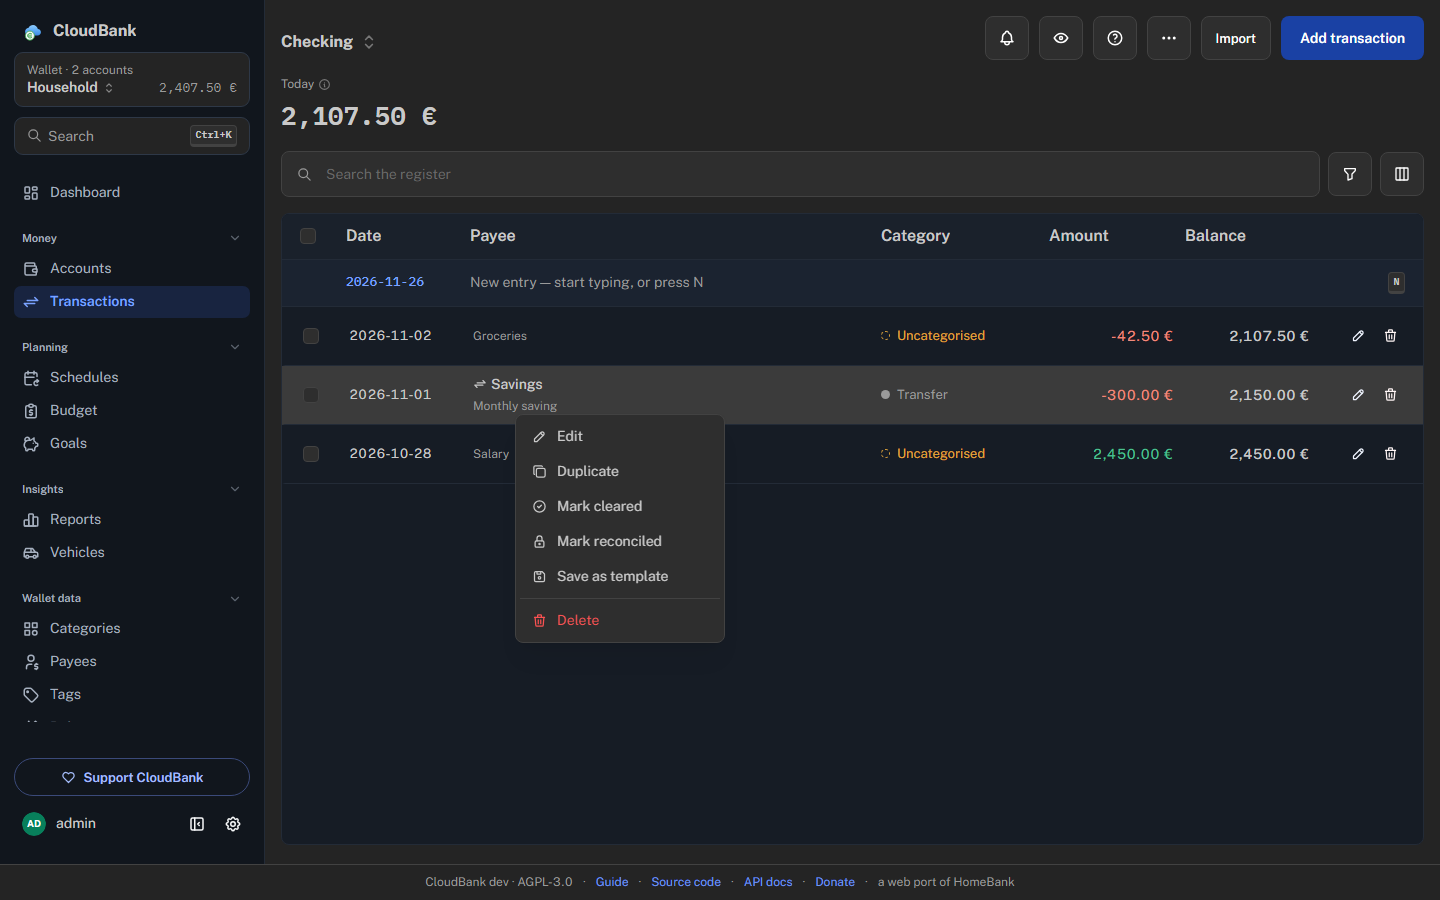 CloudBank
Wallet · 2 accounts
Household 2,407.50 €
Search Ctrl+K
Dashboard
Money
Accounts
Transactions
Planning
Schedules
Budget
Goals
Insights
Reports
Vehicles
Wallet data
Categories
Payees
Tags
Support CloudBank
AD admin
Checking
Import
Add transaction
Today
2,107.50 €
Search the register
Date Payee Category Amount Balance
2026-11-26 New entry — start typing, or press N N
2026-11-02 Groceries Uncategorised -42.50 € 2,107.50 €
2026-11-01 Savings Transfer -300.00 € 2,150.00 €
Monthly saving
2026-10-28 Salary Uncategorised 2,450.00 € 2,450.00 €
Edit
Duplicate
Mark cleared
Mark reconciled
Save as template
Delete
CloudBank dev · AGPL-3.0 · Guide · Source code · API docs · Donate · a web port of HomeBank